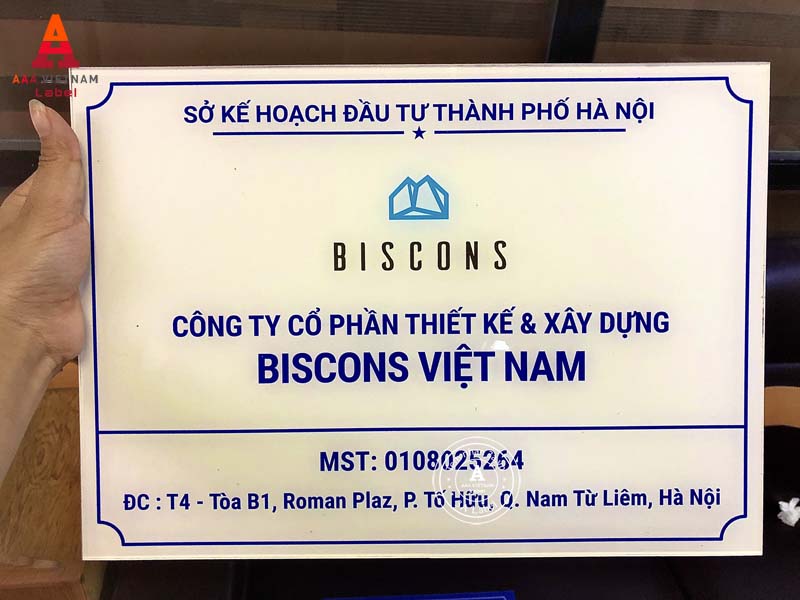 AAA VIETNAM
Label
SỞ KẾ HOẠCH ĐẦU TƯ THÀNH PHỐ HÀ NỘI
BISCONS
CÔNG TY CỔ PHẦN THIẾT KẾ & XÂY DỰNG
BISCONS VIỆT NAM
MST: 0108025264
ĐC : T4 - Tòa B1, Roman Plaz, P. Tố Hữu, Q. Nam Từ Liêm, Hà Nội